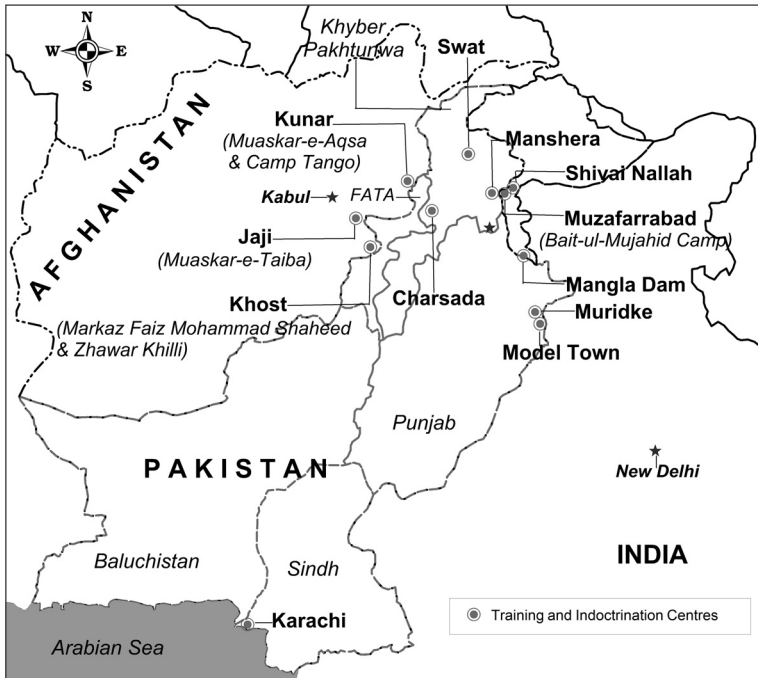 N
W E
S
Khyber
Pakhtunwa
Swat
Kunar
(Muaskar-e-Aqsa
& Camp Tango)
Manshera
Shivai Nallah
Kabul
FATA
AFGHANISTAN
Muzafarrabad
(Bait-ul-Mujahid Camp)
Jaji
(Muaskar-e-Taiba)
Mangla Dam
Khost
Charsada
Muridke
(Markaz Faiz Mohammad Shaheed
& Zhawar Khilli)
Model Town
Punjab
PAKISTAN
New Delhi
Baluchistan
Sindh
INDIA
Karachi
Training and Indoctrination Centres
Arabian Sea